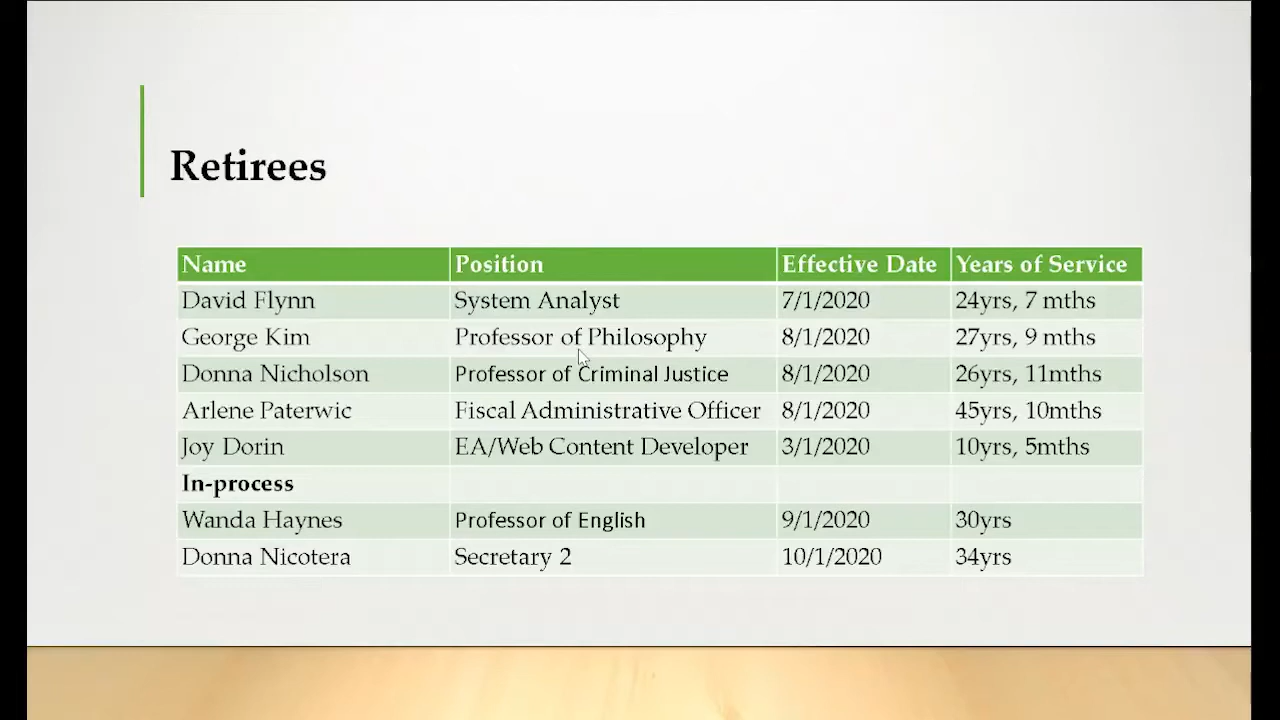 Retirees
Name Position Effective Date Years of Service
David Flynn System Analyst 7/1/2020 24yrs, 7 mths
George Kim Professor of Philosophy 8/1/2020 27yrs, 9 mths
Donna Nicholson Professor of Criminal Justice 8/1/2020 26yrs, 11mths
Arlene Paterwic Fiscal Administrative Officer 8/1/2020 45yrs, 10mths
Joy Dorin EA/Web Content Developer 3/1/2020 10yrs, 5mths
In-process
Wanda Haynes Professor of English 9/1/2020 30yrs
Donna Nicotera Secretary 2 10/1/2020 34yrs